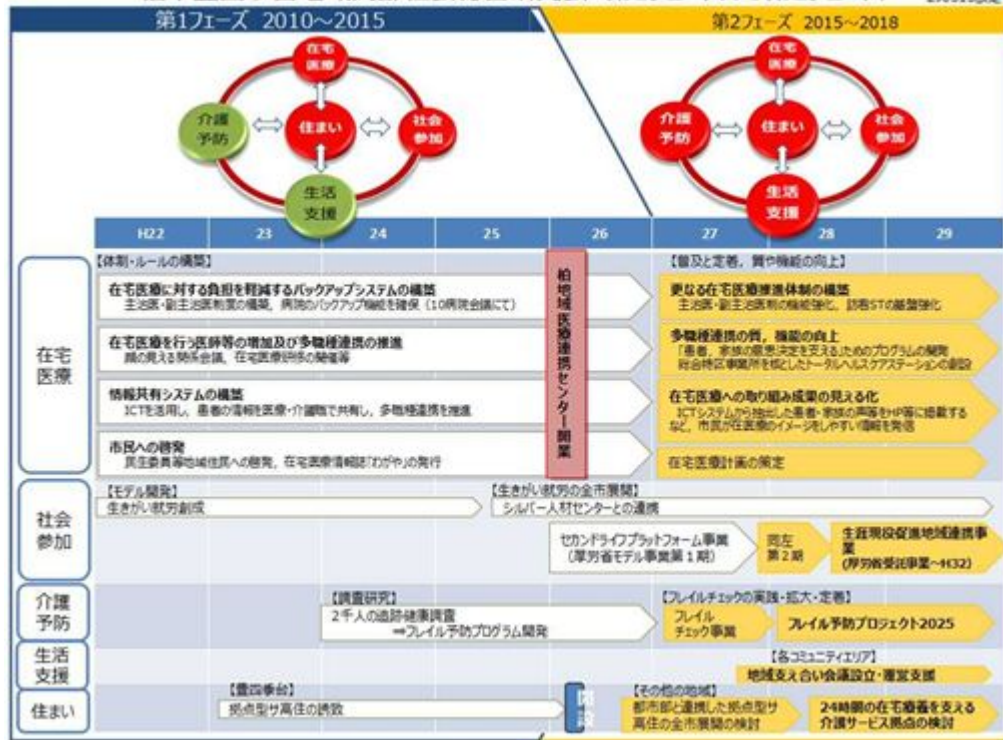 第1フェーズ 2010～2015
第2フェーズ 2015～2018
在宅
医療
介護
予防
住まい
社会
参加
生活
支援
在宅
医療
介護
予防
住まい
社会
参加
生活
支援
H22
23
24
25
26
27
28
29
在宅
医療
【体制・ルールの構築】
在宅医療に対する負担を軽減するバックアップシステムの構築
主治医・副主治医制度の構築、病院のバックアップ機能を確保（10病院会議にて）
在宅医療を行う医師等の増加及び多職種連携の推進
顔の見える関係会議、在宅医療研修の開催等
情報共有システムの構築
ICTを活用し、患者の情報を医療・介護職で共有し、多職種連携を推進
市民への啓発
民生委員等地域住民への啓発、在宅医療情報誌「わがや」の発行
柏地域医療連携センター開業
【普及と定着、質や機能の向上】
更なる在宅医療推進体制の構築
主治医・副主治医制の機能強化、訪看STの基盤強化
多職種連携の質、機能の向上
「患者、家族の意思決定を支える」ためのプログラムの開発
総合特区事業所を核としたトータルヘルスケアステーションの創設
在宅医療への取り組み成果の見える化
ICTシステムから抽出した患者・家族の声等をHP等に掲載する
など、市民が在医療のイメージをしやすい情報を発信
在宅医療計画の策定
社会
参加
【モデル開発】
生きがい就労創成
【生きがい就労の全市展開】
シルバー人材センターとの連携
セカンドライフプラットフォーム事業
（厚労省モデル事業第１期）
同左
第２期
生涯現役促進地域連携事
業
(厚労省受託事業～H32)
介護
予防
【調査研究】
2千人の追跡健康調査
⇒フレイル予防プログラム開発
【フレイルチェックの実践・拡大・定着】
フレイル
チェック事業
フレイル予防プロジェクト2025
生活
支援
【各コミュニティエリア】
地域支え合い会議設立・運営支援
住まい
【豊四季台】
拠点型サ高住の誘致
開設
【その他の地域】
都市部と連携した拠点型サ
高住の全市展開の検討
24時間の在宅療養を支える
介護サービス拠点の検討